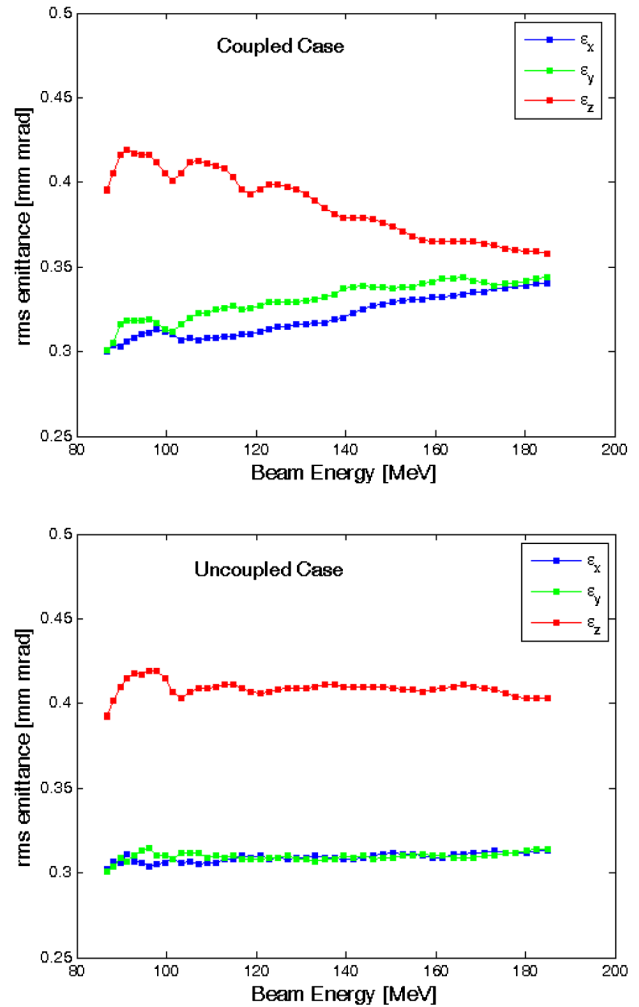 0.5
Coupled Case
εx
εy
εz
0.45
0.4
0.35
0.3
0.25
rms emittance [mm mrad]
80 100 120 140 160 180 200
Beam Energy [MeV]
0.5
Uncoupled Case
εx
εy
εz
0.45
0.4
0.35
0.3
0.25
rms emittance [mm mrad]
80 100 120 140 160 180 200
Beam Energy [MeV]